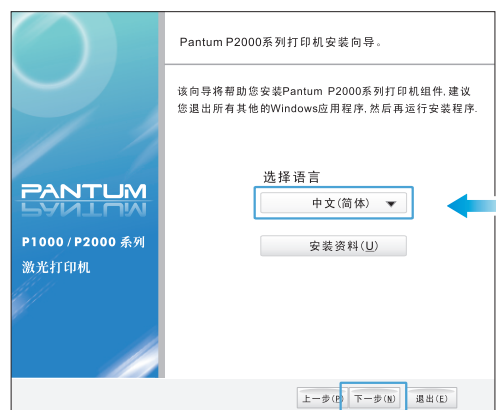 Pantum P2000系列打印机安装向导。
该向导将帮助您安装Pantum P2000系列打印机组件,建议
您退出所有其他的Windows应用程序,然后再运行安装程序.
选择语言
中文(简体)
安装资料(U)
PANTUM
P1000 / P2000 系列
激光打印机
上一步(P) 下一步(N) 退出(E)